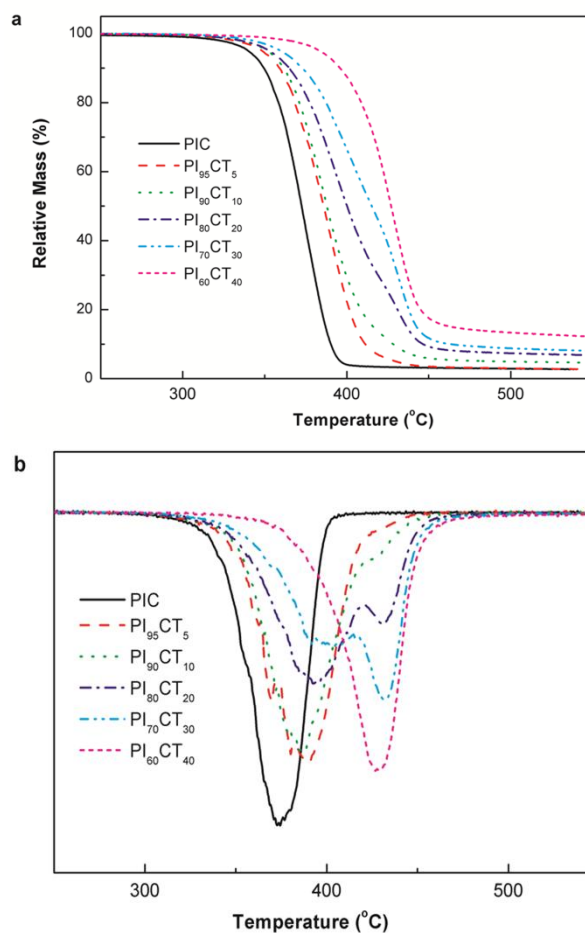 a
100
80
60
40
20
0
Relative Mass (%)
PIC
PI₉₅CT₅
PI₉₀CT₁₀
PI₈₀CT₂₀
PI₇₀CT₃₀
PI₆₀CT₄₀
300 400 500
Temperature (°C)
b
PIC
PI₉₅CT₅
PI₉₀CT₁₀
PI₈₀CT₂₀
PI₇₀CT₃₀
PI₆₀CT₄₀
300 400 500
Temperature (°C)